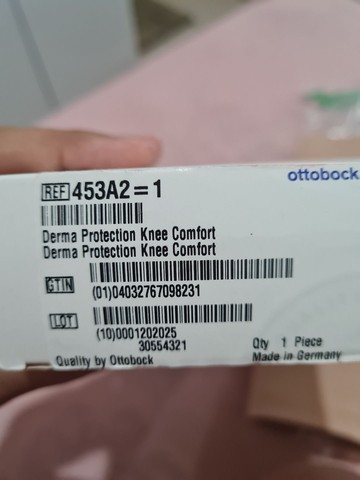 ottobock
REF 453A2=1
Derma Protection Knee Comfort
Derma Protection Knee Comfort
GTIN
(01)04032767098231
LOT
(10)0001202025
30554321
Qty 1 Piece
Quality by Ottobock
Made in Germany